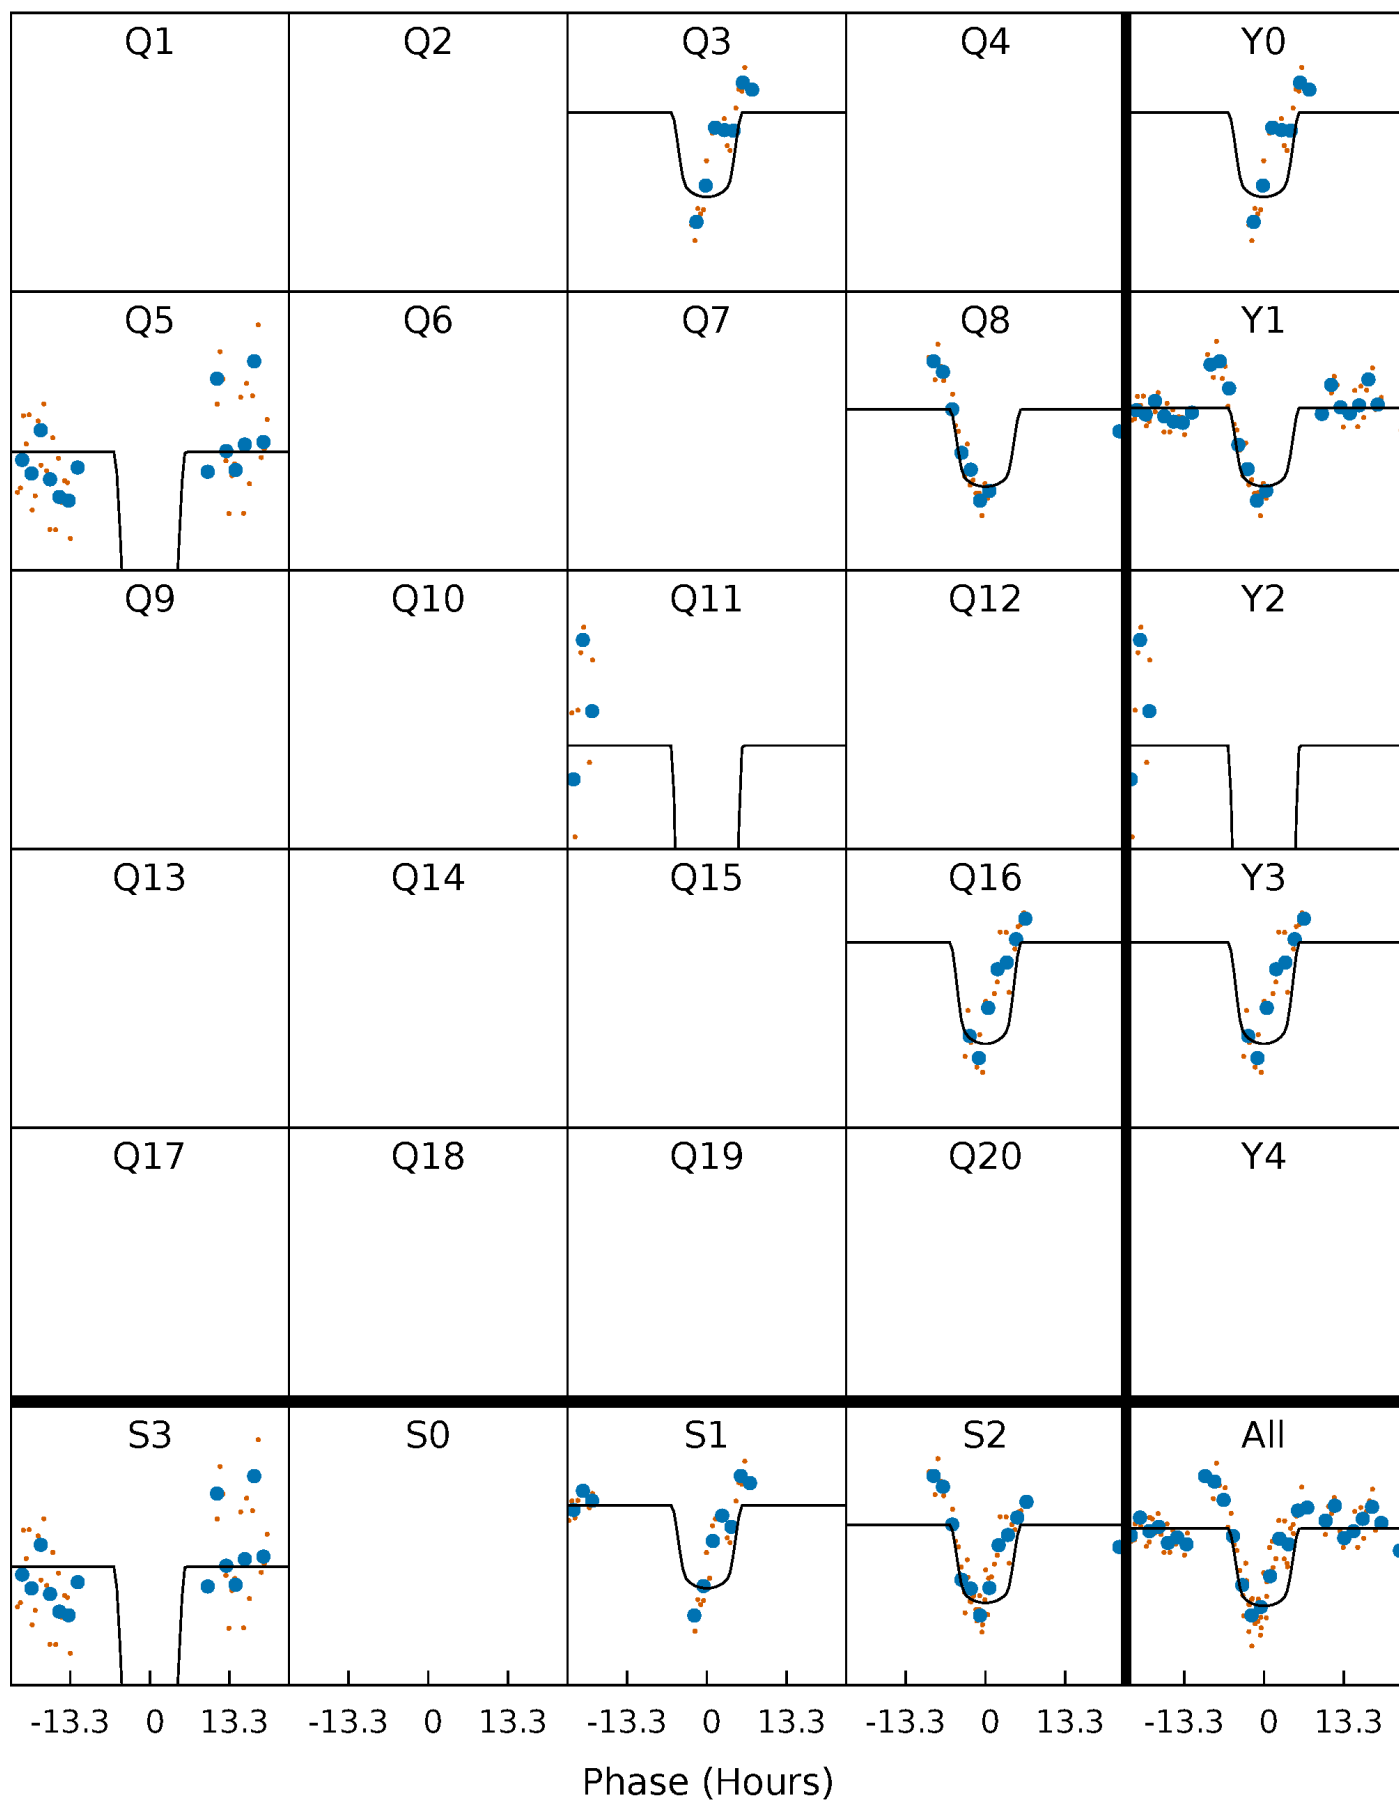 Q1 Q2 Q3 Q4 Y0
Q5 Q6 Q7 Q8 Y1
Q9 Q10 Q11 Q12 Y2
Q13 Q14 Q15 Q16 Y3
Q17 Q18 Q19 Q20 Y4
S3 S0 S1 S2 All
-13.3 0 13.3 -13.3 0 13.3 -13.3 0 13.3 -13.3 0 13.3 -13.3 0 13.3
Phase (Hours)